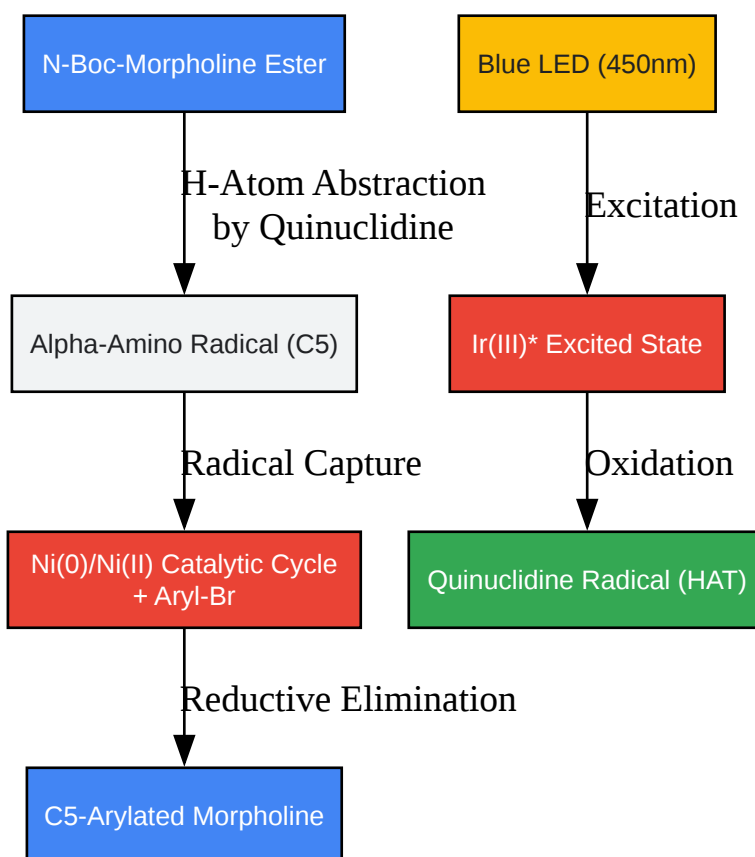 N-Boc-Morpholine Ester
Blue LED (450nm)
H-Atom Abstraction
by Quinuclidine
Excitation
Alpha-Amino Radical (C5)
Ir(III)* Excited State
Radical Capture
Oxidation
Ni(0)/Ni(II) Catalytic Cycle
+ Aryl-Br
Quinuclidine Radical (HAT)
Reductive Elimination
C5-Arylated Morpholine